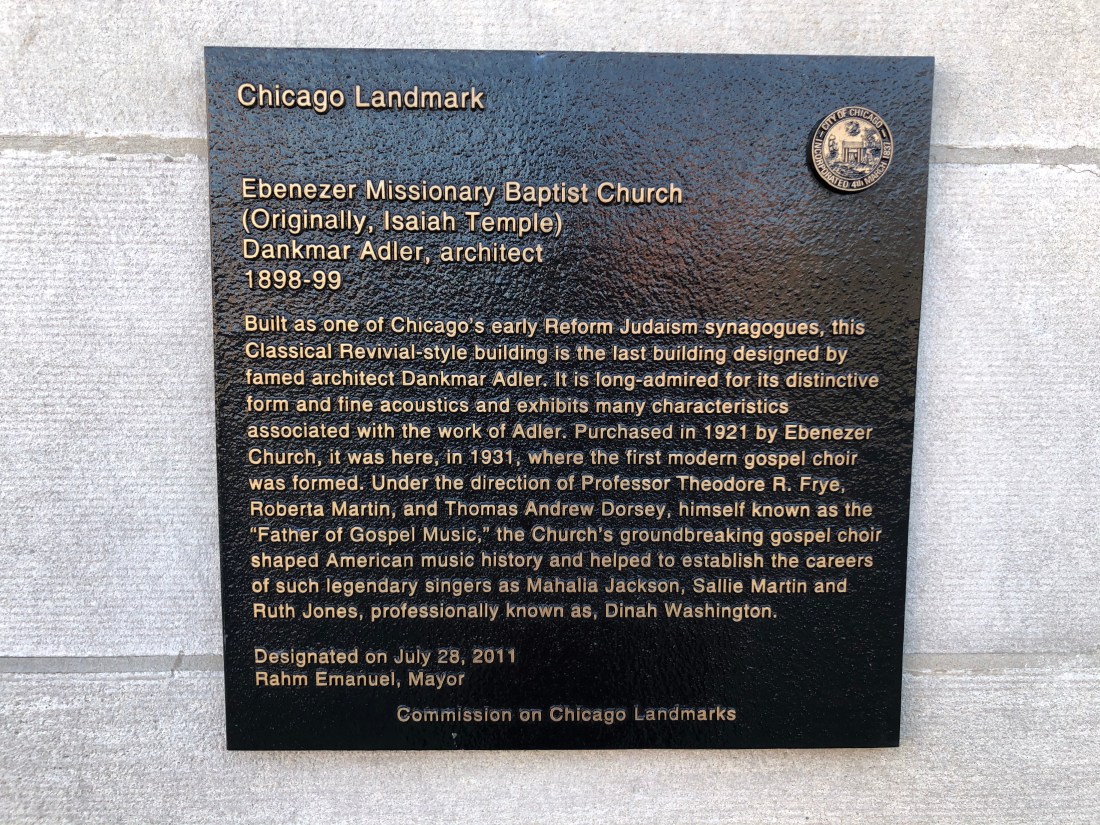 Chicago Landmark
CITY OF CHICAGO
INCORPORATED 4th MARCH 1837
Ebenezer Missionary Baptist Church
(Originally, Isaiah Temple)
Dankmar Adler, architect
1898-99
Built as one of Chicago's early Reform Judaism synagogues, this
Classical Revivial-style building is the last building designed by
famed architect Dankmar Adler. It is long-admired for its distinctive
form and fine acoustics and exhibits many characteristics
associated with the work of Adler. Purchased in 1921 by Ebenezer
Church, it was here, in 1931, where the first modern gospel choir
was formed. Under the direction of Professor Theodore R. Frye,
Roberta Martin, and Thomas Andrew Dorsey, himself known as the
"Father of Gospel Music," the Church's groundbreaking gospel choir
shaped American music history and helped to establish the careers
of such legendary singers as Mahalia Jackson, Sallie Martin and
Ruth Jones, professionally known as, Dinah Washington.
Designated on July 28, 2011
Rahm Emanuel, Mayor
Commission on Chicago Landmarks